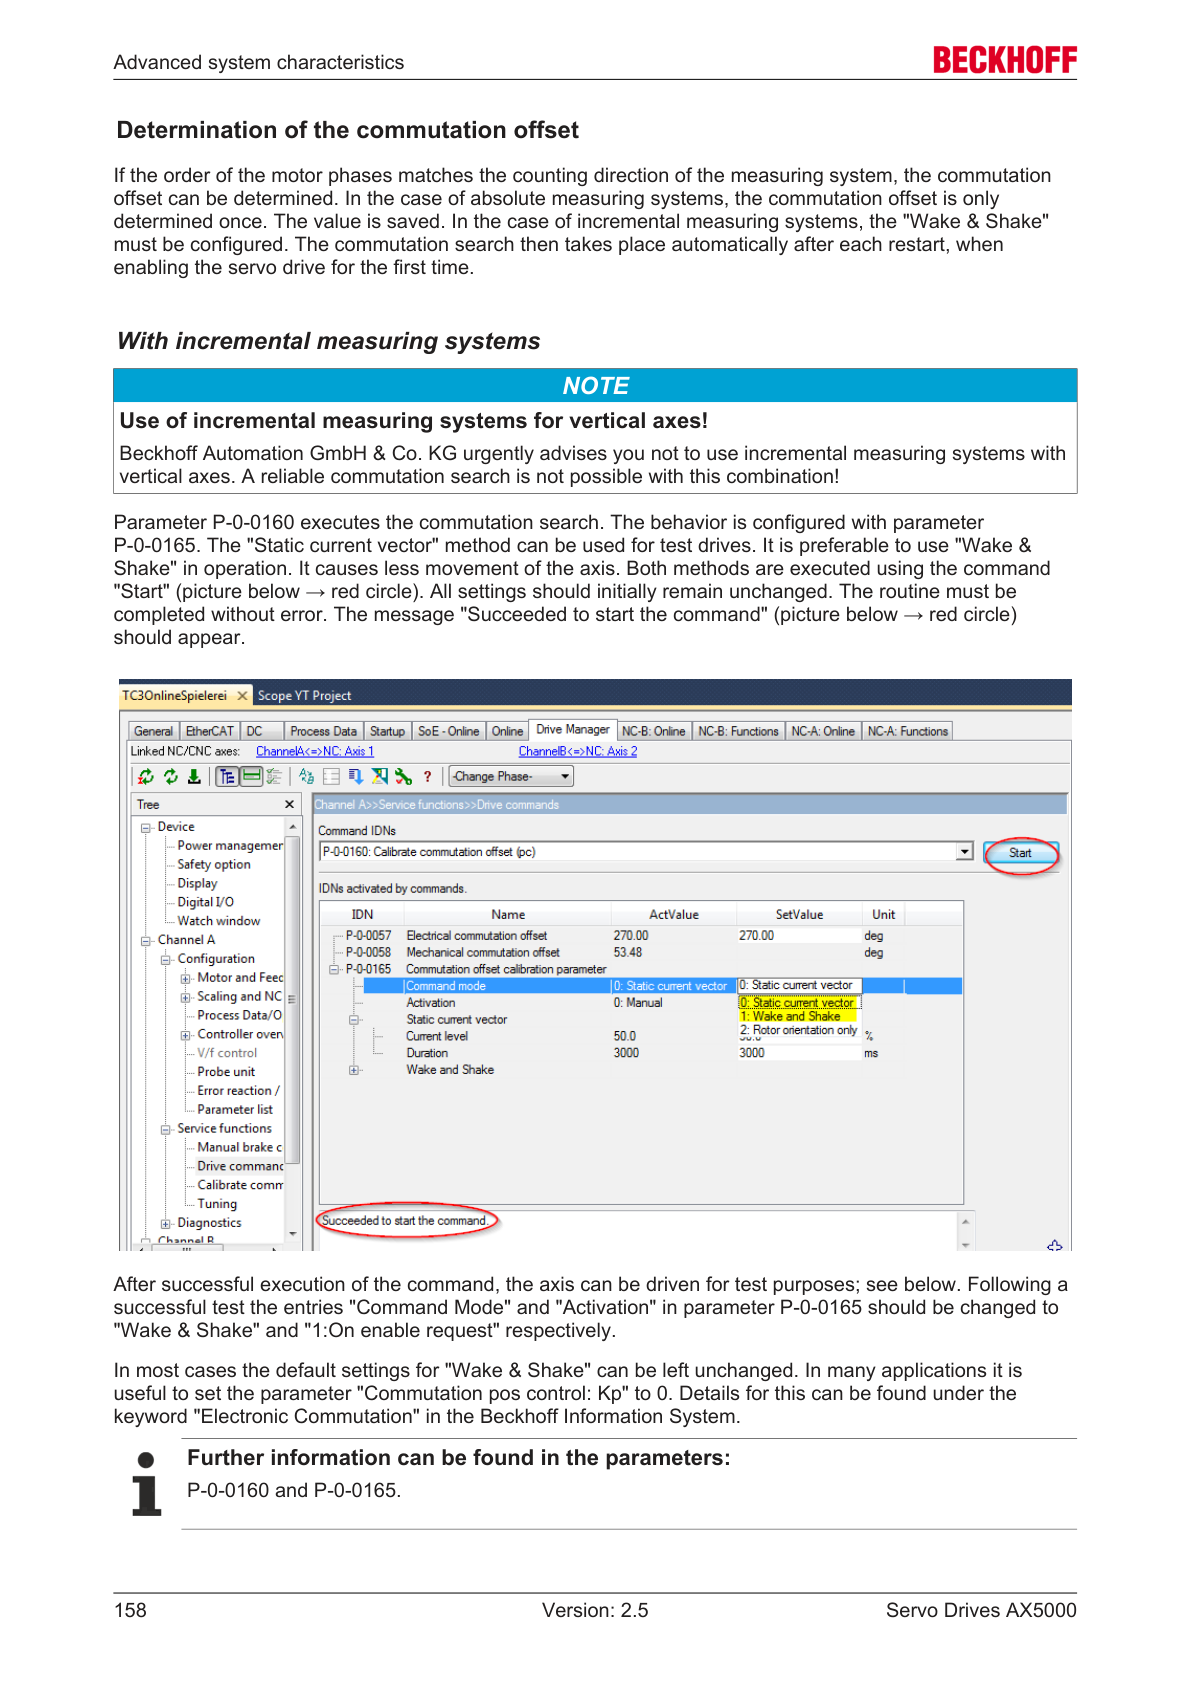 Advanced system characteristics
BECKHOFF
Determination of the commutation offset
If the order of the motor phases matches the counting direction of the measuring system, the commutation
offset can be determined. In the case of absolute measuring systems, the commutation offset is only
determined once. The value is saved. In the case of incremental measuring systems, the "Wake & Shake"
must be configured. The commutation search then takes place automatically after each restart, when
enabling the servo drive for the first time.
With incremental measuring systems
NOTE
Use of incremental measuring systems for vertical axes!
Beckhoff Automation GmbH & Co. KG urgently advises you not to use incremental measuring systems with
vertical axes. A reliable commutation search is not possible with this combination!
Parameter P-0-0160 executes the commutation search. The behavior is configured with parameter
P-0-0165. The "Static current vector" method can be used for test drives. It is preferable to use "Wake &
Shake" in operation. It causes less movement of the axis. Both methods are executed using the command
"Start" (picture below → red circle). All settings should initially remain unchanged. The routine must be
completed without error. The message "Succeeded to start the command" (picture below → red circle)
should appear.
TC3OnlineSpielerei Scope YT Project
General EtherCAT DC Process Data Startup SoE - Online Online Drive Manager NC-B: Online NC-B: Functions NC-A: Online NC-A: Functions
Linked NC/CNC axes: ChannelA<=>NC: Axis 1 ChannelB<=>NC: Axis 2
-Change Phase-
Tree
Device
Power managemer
Safety option
Display
Digital I/O
Watch window
Channel A
Configuration
Motor and Feec
Scaling and NC
Process Data/O
Controller overv
V/f control
Probe unit
Error reaction /
Parameter list
Service functions
Manual brake c
Drive command
Calibrate comm
Tuning
Diagnostics
Channel B
Channel A>>Service functions>>Drive commands
Command IDNs
P-0-0160: Calibrate commutation offset (pc) Start
IDNs activated by commands.
IDN Name ActValue SetValue Unit
P-0-0057 Electrical commutation offset 270.00 270.00 deg
P-0-0058 Mechanical commutation offset 53.48 deg
P-0-0165 Commutation offset calibration parameter
Command mode 0: Static current vector 0: Static current vector
Activation 0: Manual 0: Static current vector
Static current vector 1: Wake and Shake
Current level 50.0 2: Rotor orientation only %
Duration 3000 3000 ms
Wake and Shake
Succeeded to start the command.
After successful execution of the command, the axis can be driven for test purposes; see below. Following a
successful test the entries "Command Mode" and "Activation" in parameter P-0-0165 should be changed to
"Wake & Shake" and "1:On enable request" respectively.
In most cases the default settings for "Wake & Shake" can be left unchanged. In many applications it is
useful to set the parameter "Commutation pos control: Kp" to 0. Details for this can be found under the
keyword "Electronic Commutation" in the Beckhoff Information System.
Further information can be found in the parameters:
P-0-0160 and P-0-0165.
158 Version: 2.5 Servo Drives AX5000